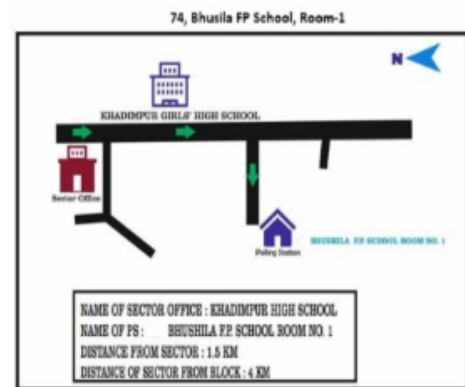 74, Bhusila FP School, Room-1
N
KHADIMPUR GIRLS' HIGH SCHOOL
Sector Office
Polling Station
BHUSHILA F.P. SCHOOL ROOM NO. 1
NAME OF SECTOR OFFICE : KHADIMPUR HIGH SCHOOL
NAME OF PS : BHUSHILA F.P. SCHOOL ROOM NO. 1
DISTANCE FROM SECTOR : 1.5 KM
DISTANCE OF SECTOR FROM BLOCK : 4 KM